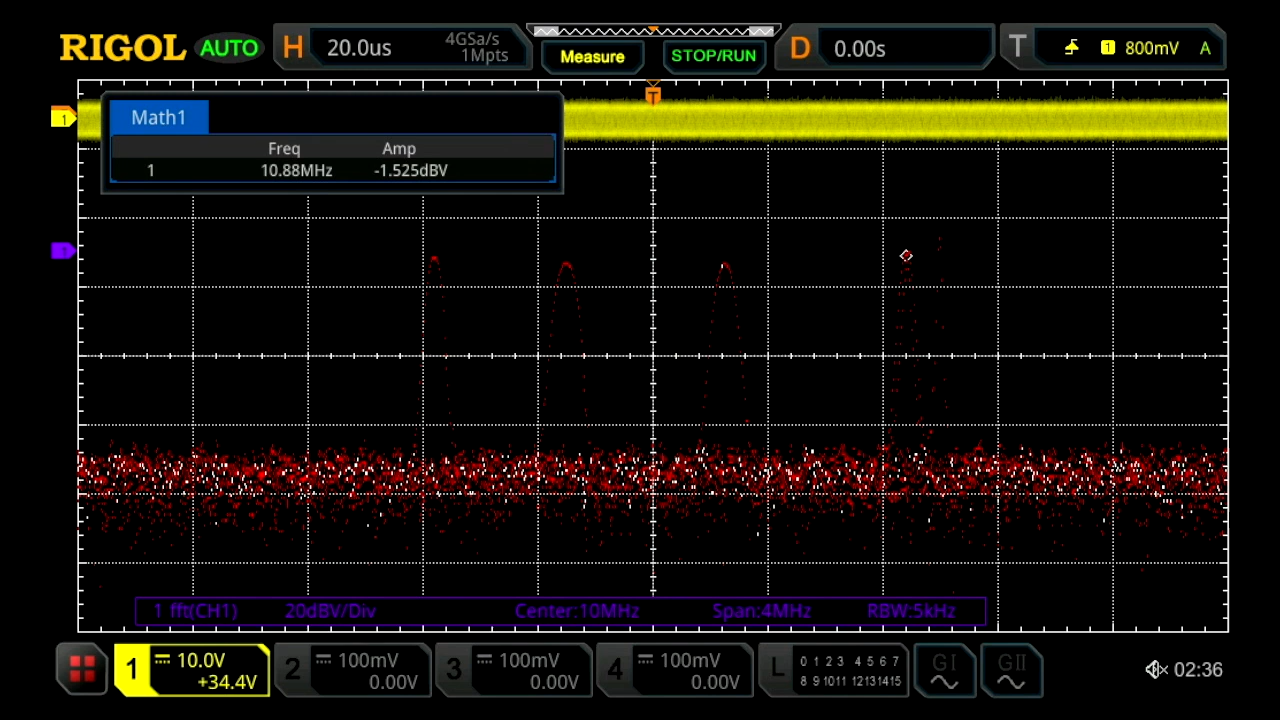 RIGOL AUTO H 20.0us 4GSa/s 1Mpts Measure STOP/RUN D 0.00s T 1 800mV A
T
1
Math1
Freq Amp
1 10.88MHz -1.525dBV
1 fft(CH1) 20dBV/Div Center:10MHz Span:4MHz RBW:5kHz
1 10.0V +34.4V
2 100mV 0.00V
3 100mV 0.00V
4 100mV 0.00V
L 0 1 2 3 4 5 6 7
8 9 10 11 12 13 14 15
GI GII
02:36